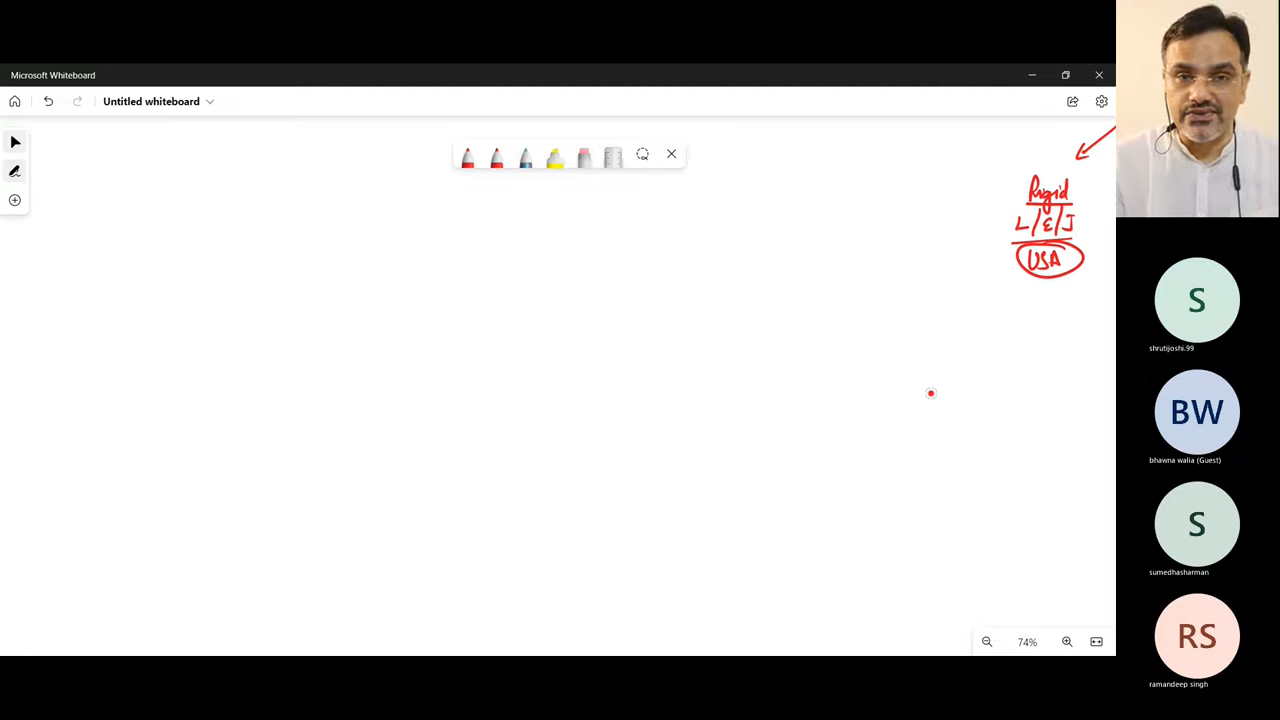 Microsoft Whiteboard
Untitled whiteboard
Rigid
L/E/J
USA
S
shrutijoshi.99
BW
bhawna walia (Guest)
S
sumedhasharman
RS
ramandeep singh
74%